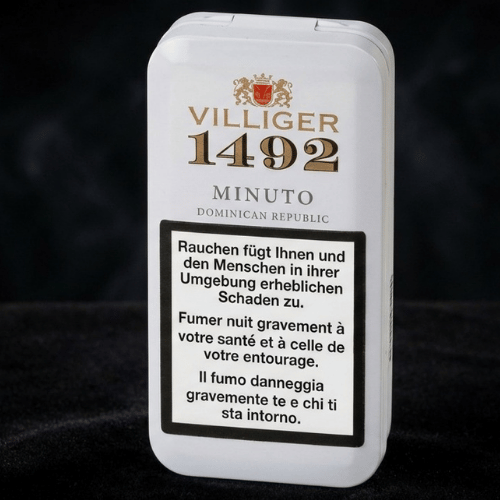 VILLIGER
1492
MINUTO
DOMINICAN REPUBLIC
Rauchen fügt Ihnen und
den Menschen in ihrer
Umgebung erheblichen
Schaden zu.
Fumer nuit gravement à
votre santé et à celle de
votre entourage.
Il fumo danneggia
gravemente te e chi ti
sta intorno.